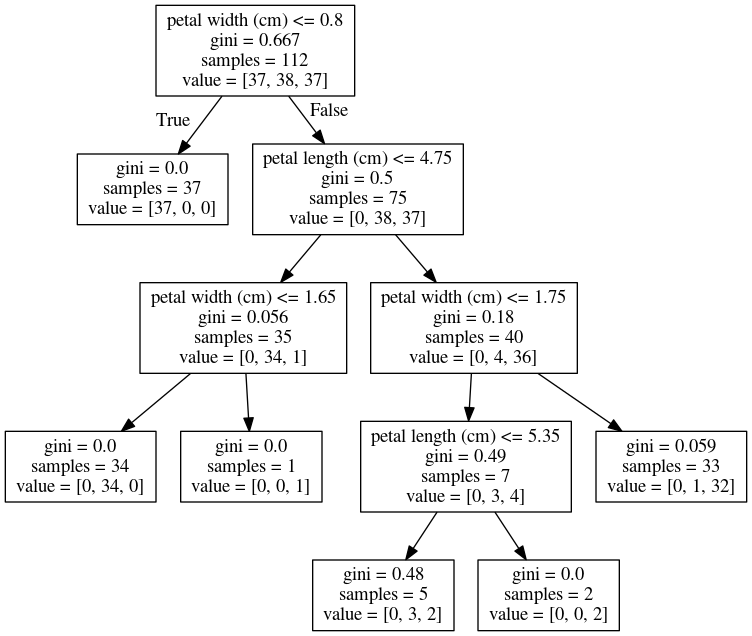 petal width (cm) <= 0.8
gini = 0.667
samples = 112
value = [37, 38, 37]
True
False
gini = 0.0
samples = 37
value = [37, 0, 0]
petal length (cm) <= 4.75
gini = 0.5
samples = 75
value = [0, 38, 37]
petal width (cm) <= 1.65
gini = 0.056
samples = 35
value = [0, 34, 1]
petal width (cm) <= 1.75
gini = 0.18
samples = 40
value = [0, 4, 36]
gini = 0.0
samples = 34
value = [0, 34, 0]
gini = 0.0
samples = 1
value = [0, 0, 1]
petal length (cm) <= 5.35
gini = 0.49
samples = 7
value = [0, 3, 4]
gini = 0.059
samples = 33
value = [0, 1, 32]
gini = 0.48
samples = 5
value = [0, 3, 2]
gini = 0.0
samples = 2
value = [0, 0, 2]